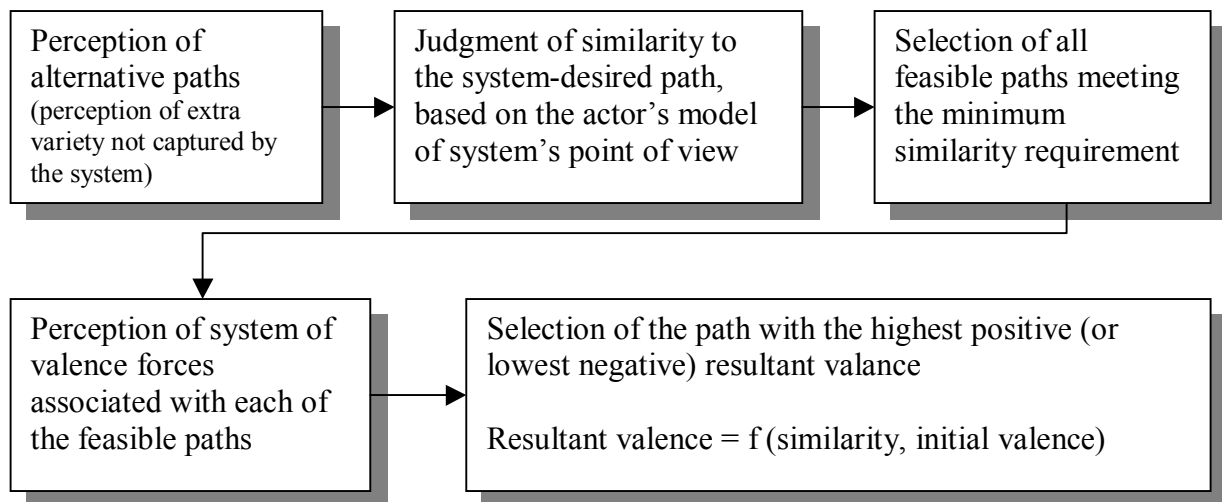 Perception of
alternative paths
(perception of extra
variety not captured by
the system)
Judgment of similarity to
the system-desired path,
based on the actor’s model
of system’s point of view
Selection of all
feasible paths meeting
the minimum
similarity requirement
Perception of system of
valence forces
associated with each of
the feasible paths
Selection of the path with the highest positive (or
lowest negative) resultant valance
Resultant valence = f (similarity, initial valence)